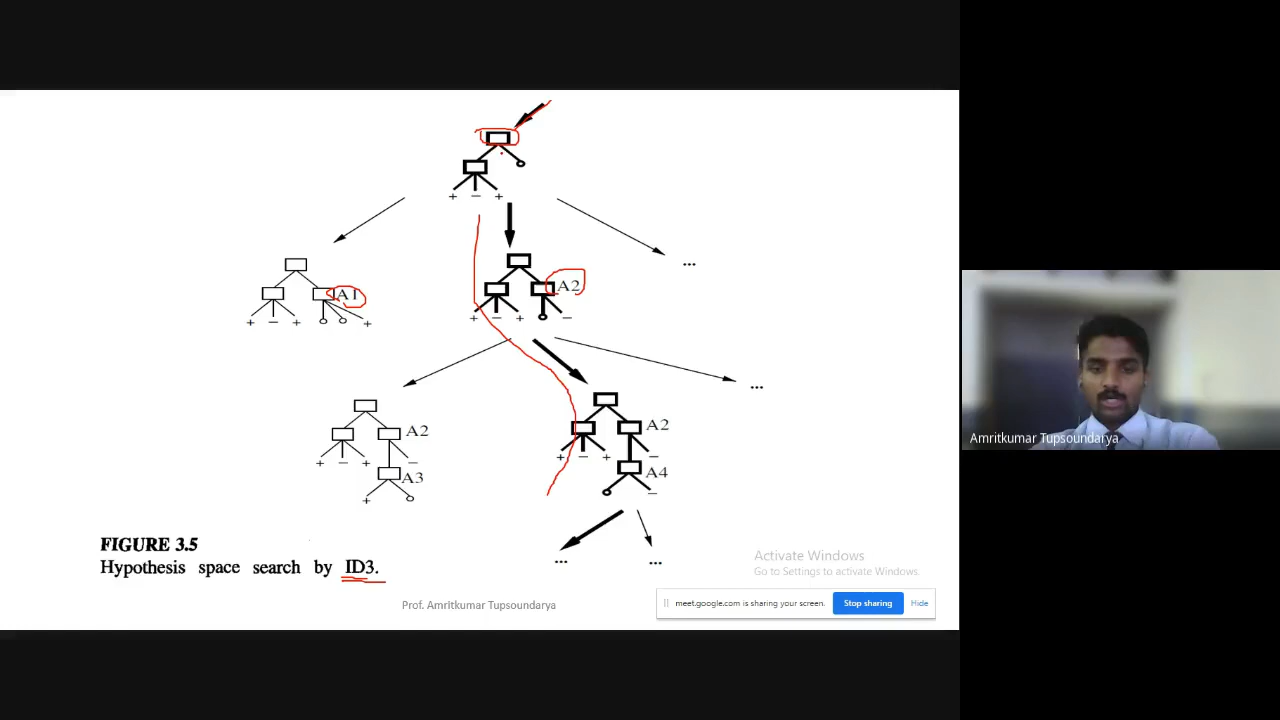 + − +
...
A1
+ − + +
A2
+ − + −
...
A2
+ − + −
A3
+
A2
+ − + −
A4
−
... ...
FIGURE 3.5
Hypothesis space search by ID3.
Prof. Amritkumar Tupsoundarya
Activate Windows
Go to Settings to activate Windows.
meet.google.com is sharing your screen. Stop sharing Hide
Amritkumar Tupsoundarya